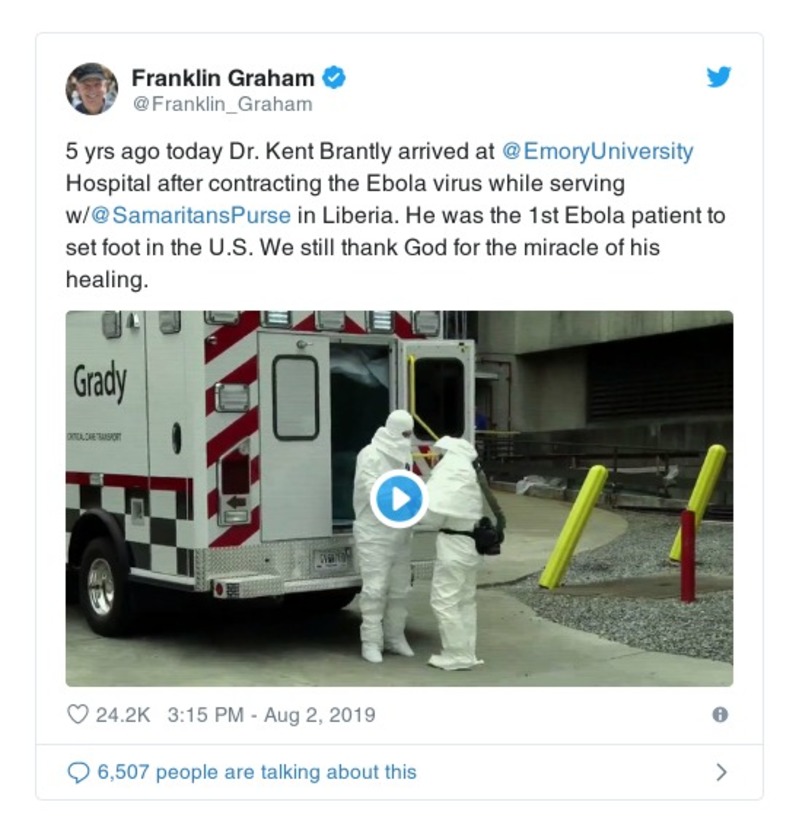 Franklin Graham
@Franklin_Graham
5 yrs ago today Dr. Kent Brantly arrived at @EmoryUniversity
Hospital after contracting the Ebola virus while serving
w/@SamaritansPurse in Liberia. He was the 1st Ebola patient to
set foot in the U.S. We still thank God for the miracle of his
healing.
Grady
CRITICAL CARE TRANSPORT
24.2K 3:15 PM - Aug 2, 2019
6,507 people are talking about this